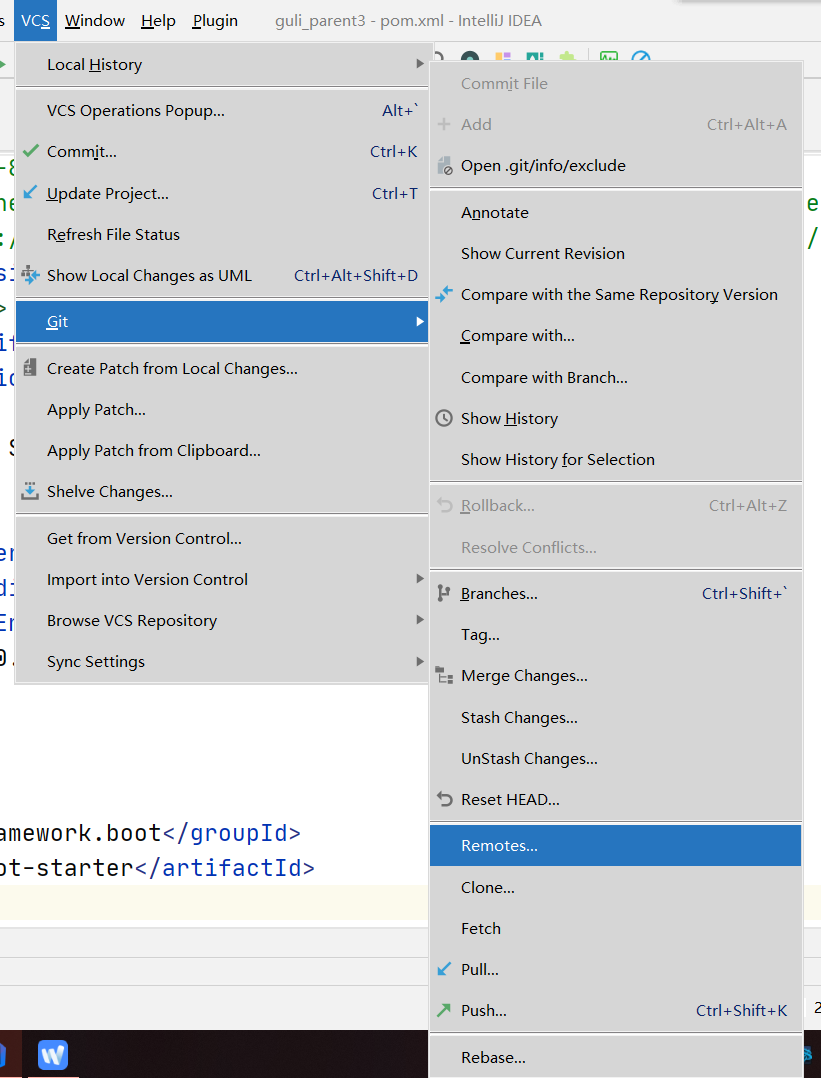 VCS Window Help Plugin guli_parent3 - pom.xml - IntelliJ IDEA
Local History
VCS Operations Popup... Alt+`
Commit... Ctrl+K
Update Project... Ctrl+T
Refresh File Status
Show Local Changes as UML Ctrl+Alt+Shift+D
Git
Create Patch from Local Changes...
Apply Patch...
Apply Patch from Clipboard...
Shelve Changes...
Get from Version Control...
Import into Version Control
Browse VCS Repository
Sync Settings
Commit File
Add Ctrl+Alt+A
Open .git/info/exclude
Annotate
Show Current Revision
Compare with the Same Repository Version
Compare with...
Compare with Branch...
Show History
Show History for Selection
Rollback... Ctrl+Alt+Z
Resolve Conflicts...
Branches... Ctrl+Shift+`
Tag...
Merge Changes...
Stash Changes...
UnStash Changes...
Reset HEAD...
Remotes...
Clone...
Fetch
Pull...
Push... Ctrl+Shift+K
Rebase...
amework.boot</groupId>
ot-starter</artifactId>